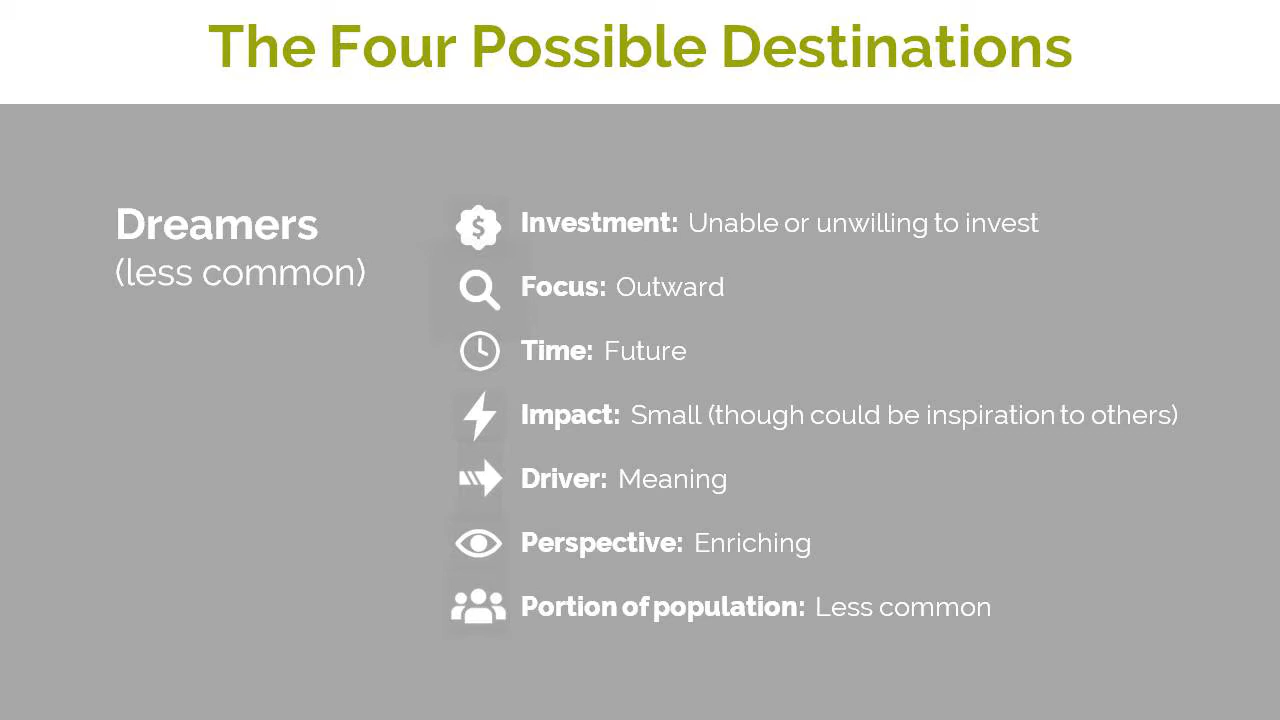 The Four Possible Destinations
Dreamers
(less common)
Investment: Unable or unwilling to invest
Focus: Outward
Time: Future
Impact: Small (though could be inspiration to others)
Driver: Meaning
Perspective: Enriching
Portion of population: Less common